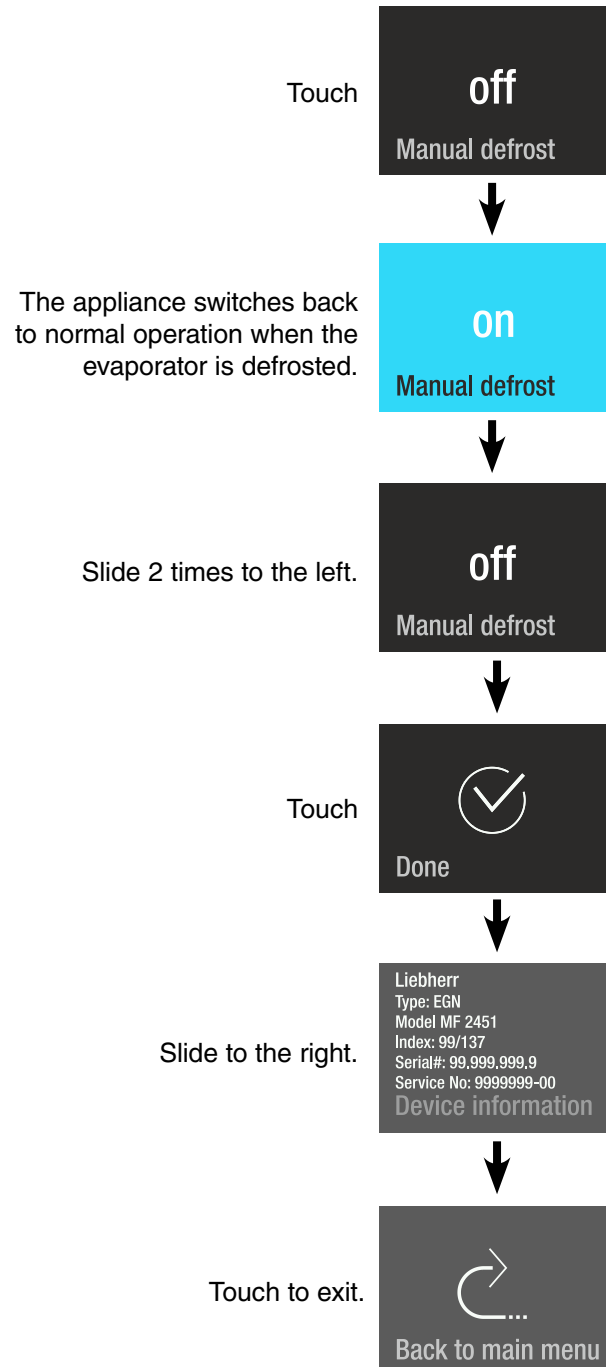 Touch
off
Manual defrost
The appliance switches back
to normal operation when the
evaporator is defrosted.
on
Manual defrost
Slide 2 times to the left.
off
Manual defrost
Touch
Done
Slide to the right.
Liebherr
Type: EGN
Model MF 2451
Index: 99/137
Serial#: 99.999.999.9
Service No: 9999999-00
Device information
Touch to exit.
Back to main menu